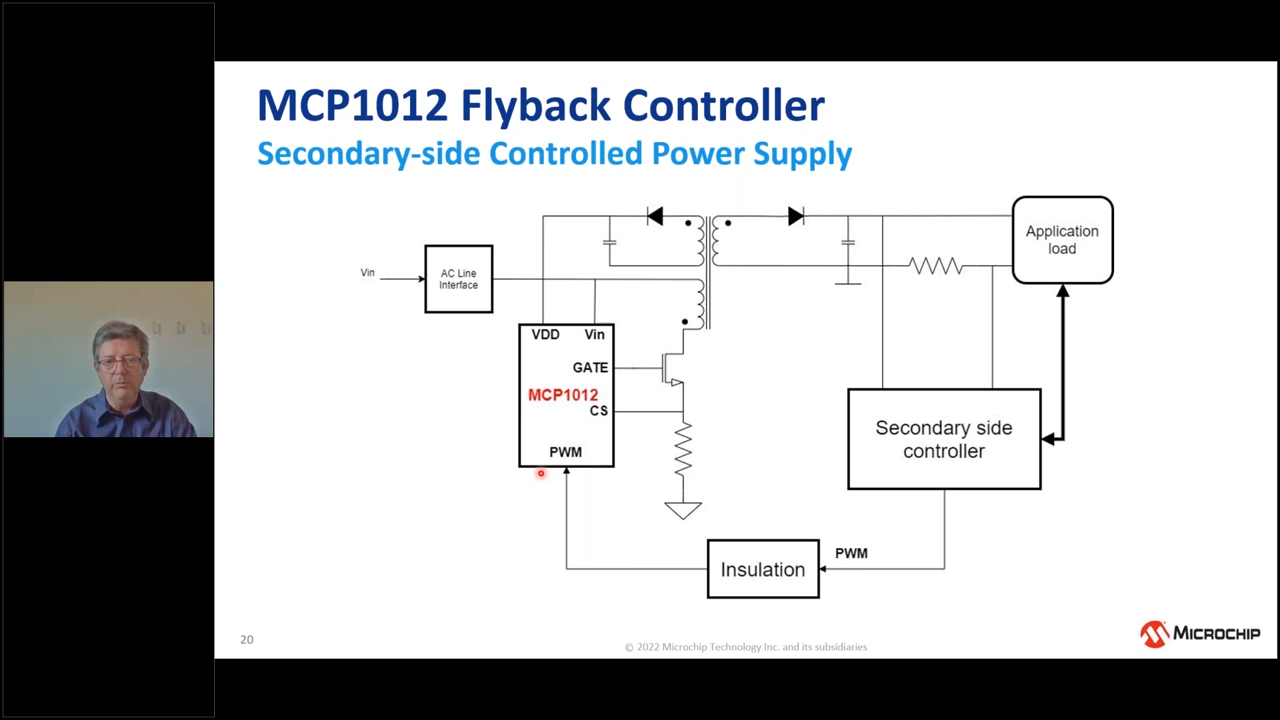 MCP1012 Flyback Controller
Secondary-side Controlled Power Supply
Application
load
Vin
AC Line
Interface
VDD
Vin
GATE
MCP1012
CS
PWM
Secondary side
controller
PWM
Insulation
20
© 2022 Microchip Technology Inc. and its subsidiaries
MICROCHIP